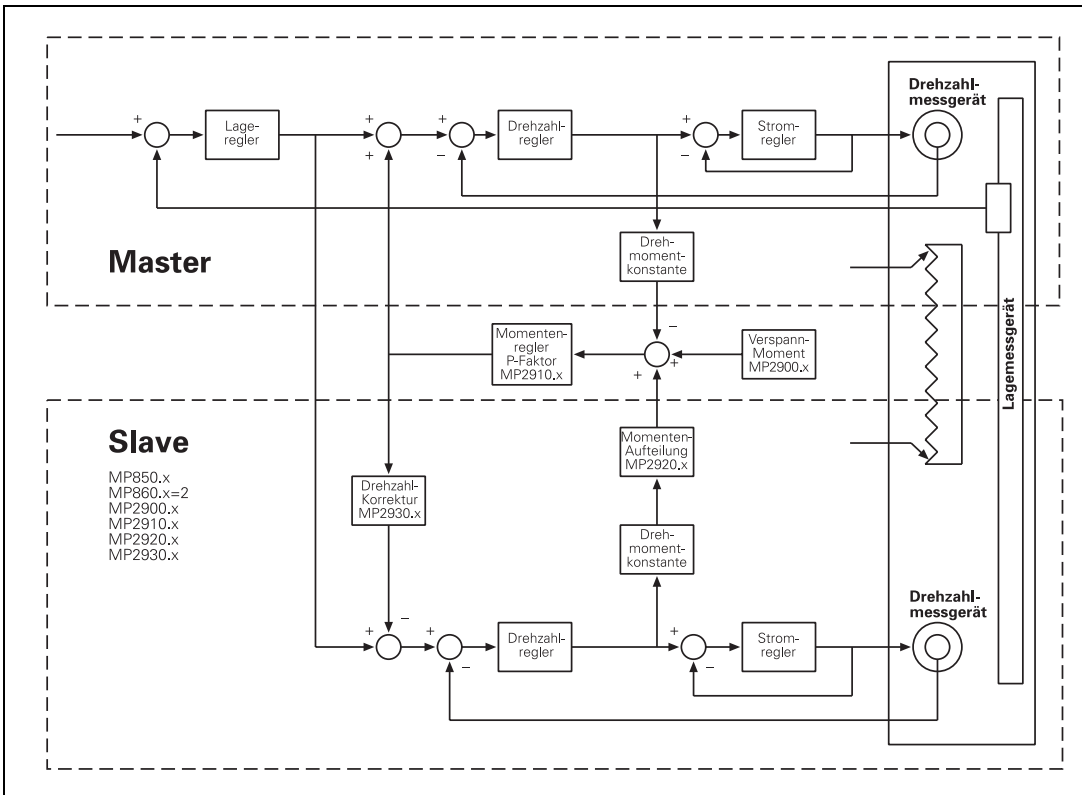 Drehzahl-
messgerät
+
Lage-
regler
+
+
+
−
Drehzahl-
regler
+
−
Strom-
regler
Master
Dreh-
moment-
konstante
Lagemessgerät
Momenten-
regler
P-Faktor
MP2910.x
−
+
+
Verspann-
Moment
MP2900.x
Slave
MP850.x
MP860.x=2
MP2900.x
MP2910.x
MP2920.x
MP2930.x
Momenten-
Aufteilung
MP2920.x
Drehzahl-
Korrektur
MP2930.x
Dreh-
moment-
konstante
Drehzahl-
messgerät
+
−
+
−
Drehzahl-
regler
+
−
Strom-
regler